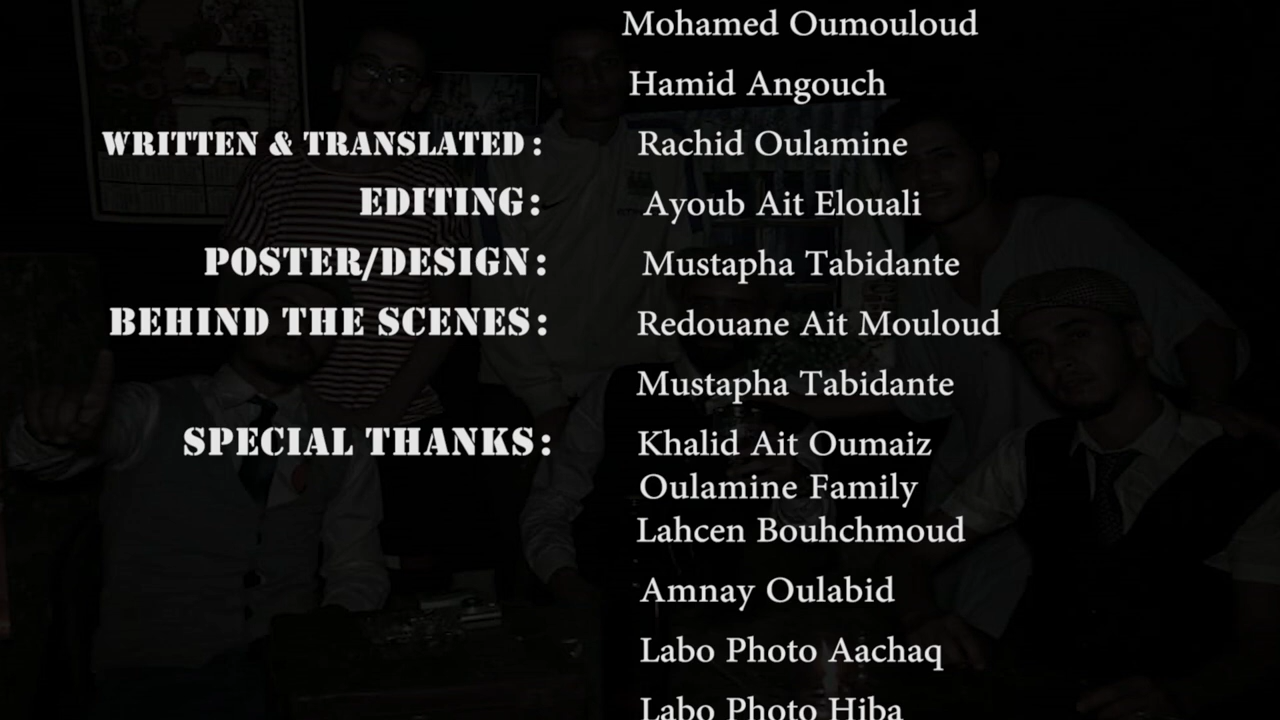 Mohamed Oumouloud
Hamid Angouch
WRITTEN & TRANSLATED: Rachid Oulamine
EDITING: Ayoub Ait Elouali
POSTER/DESIGN: Mustapha Tabidante
BEHIND THE SCENES: Redouane Ait Mouloud
Mustapha Tabidante
SPECIAL THANKS: Khalid Ait Oumaiz
Oulamine Family
Lahcen Bouhchmoud
Amnay Oulabid
Labo Photo Aachaq
Labo Photo Hiba